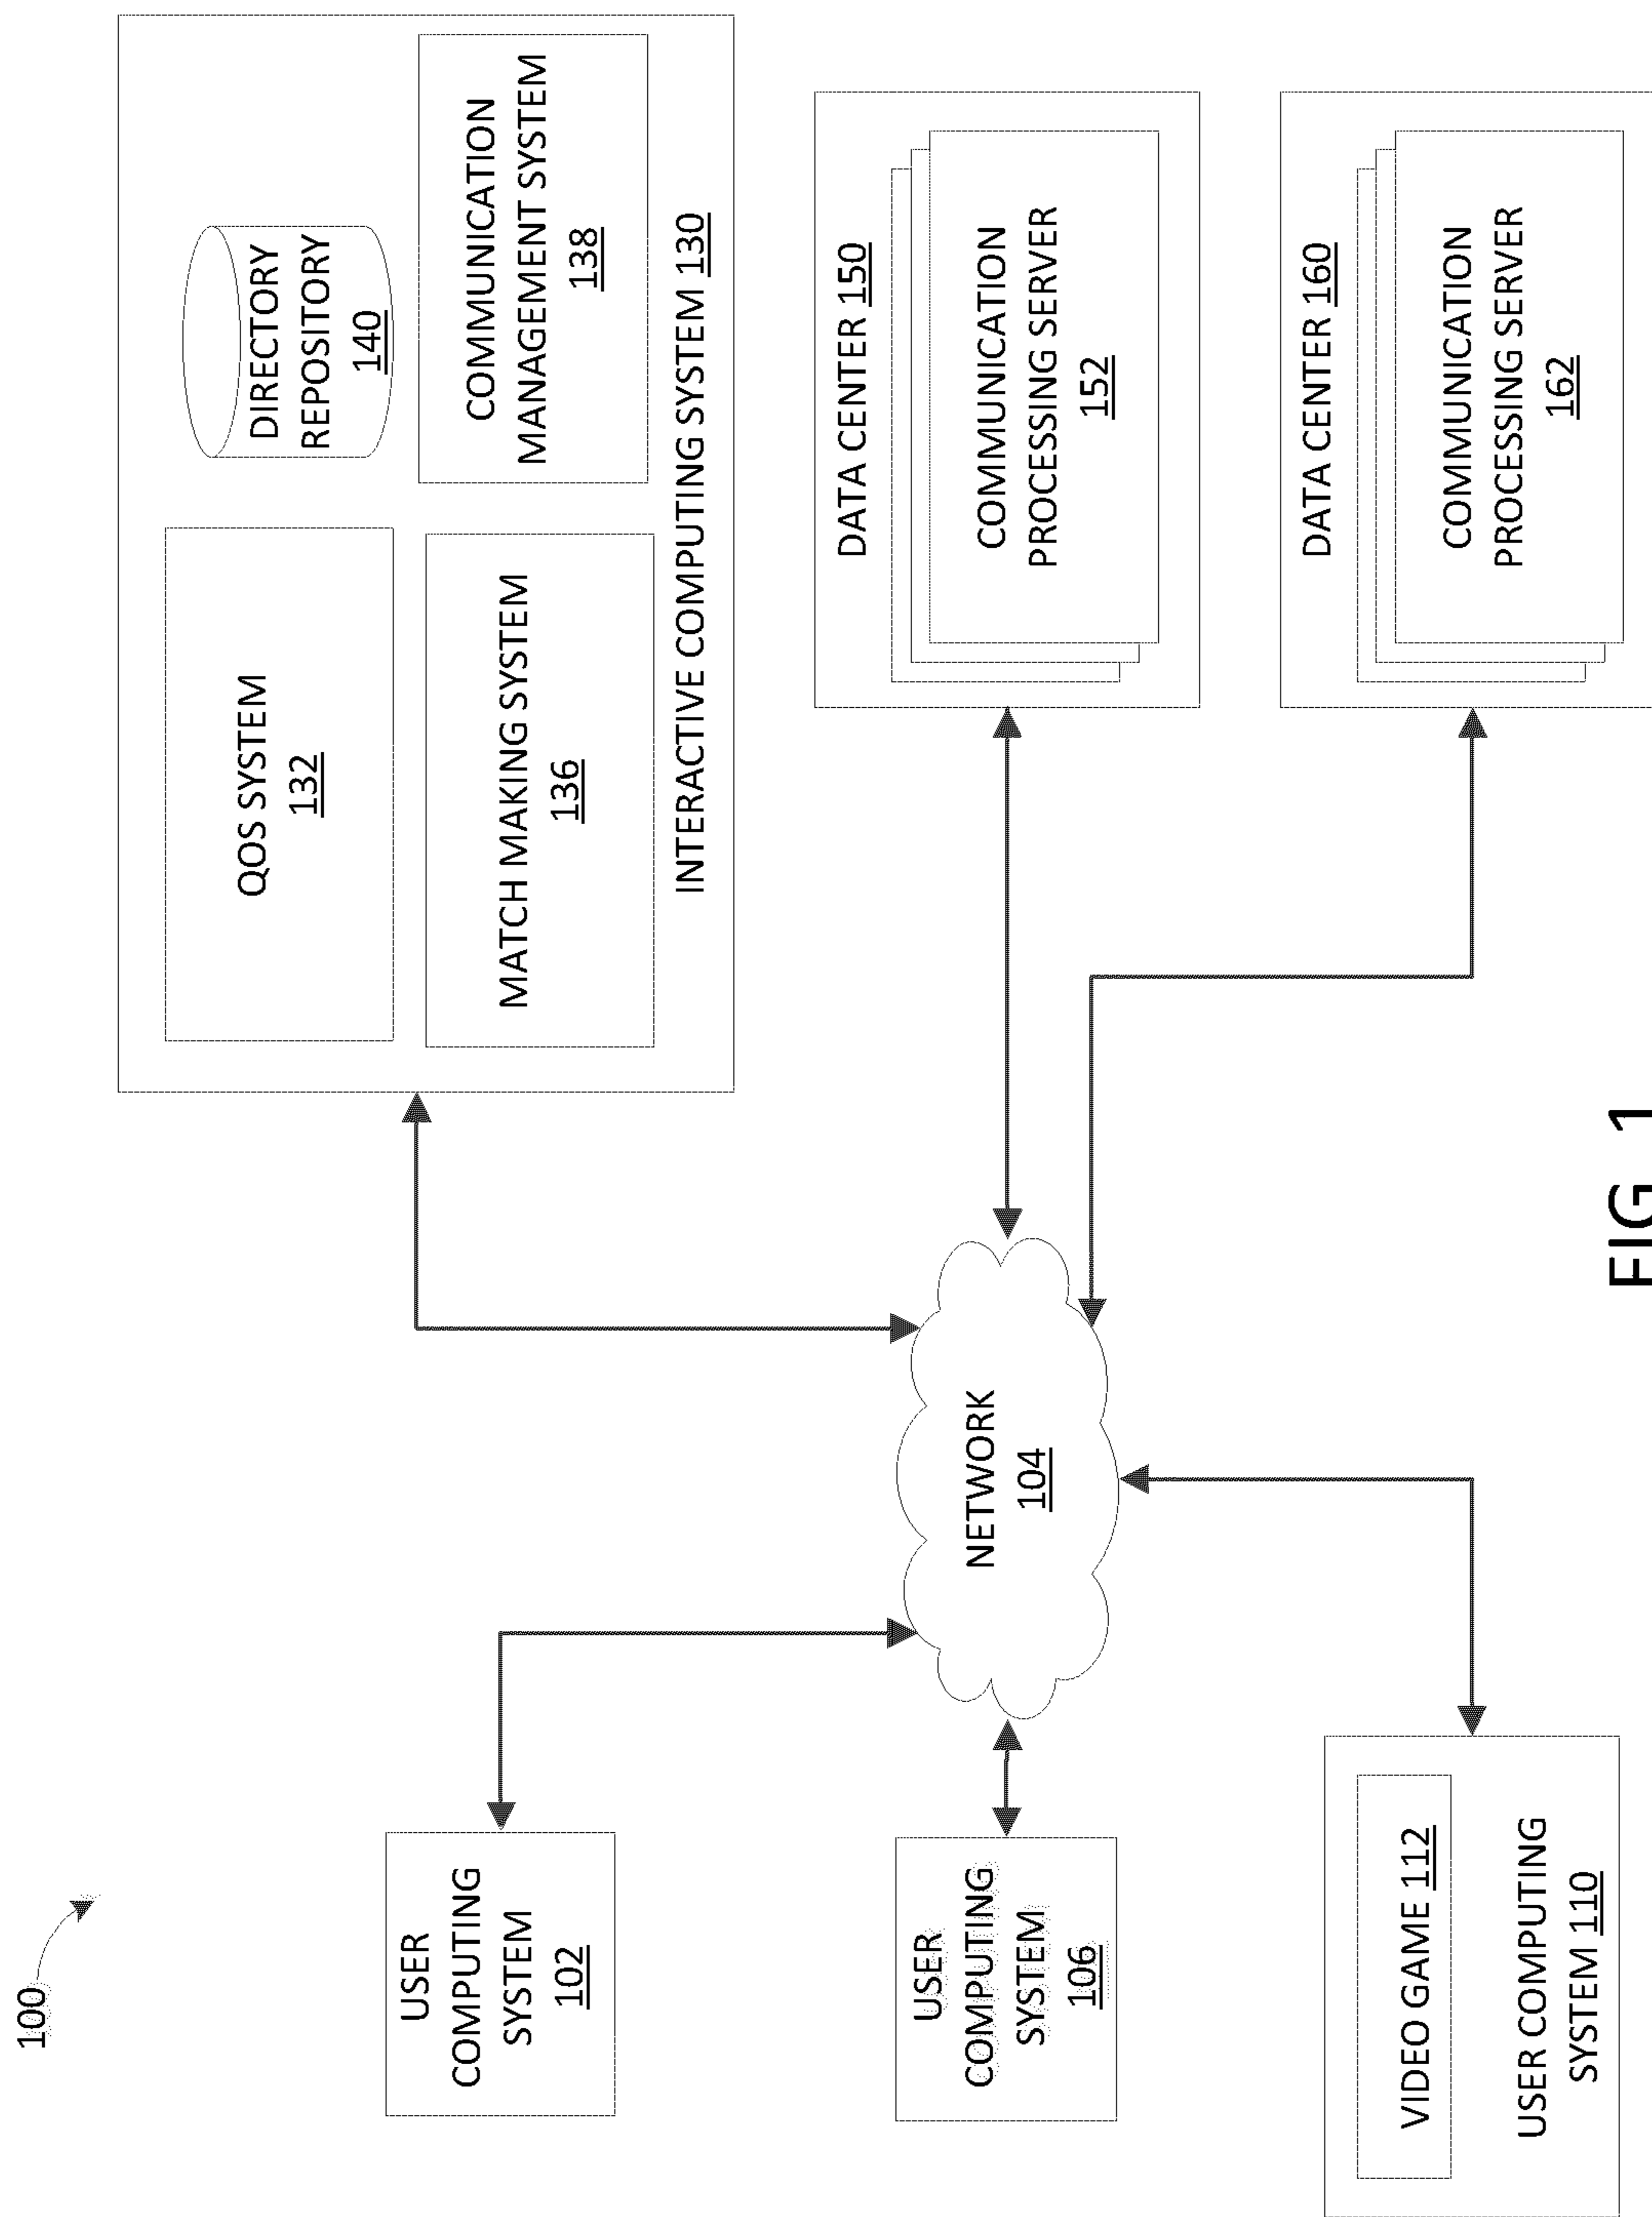 100
USER
COMPUTING
SYSTEM
102
USER
COMPUTING
SYSTEM
106
VIDEO GAME 112
USER COMPUTING
SYSTEM 110
NETWORK
104
QOS SYSTEM
132
DIRECTORY
REPOSITORY
140
MATCH MAKING SYSTEM
136
COMMUNICATION
MANAGEMENT SYSTEM
138
INTERACTIVE COMPUTING SYSTEM 130
DATA CENTER 150
COMMUNICATION
PROCESSING SERVER
152
DATA CENTER 160
COMMUNICATION
PROCESSING SERVER
162
FIG. 1